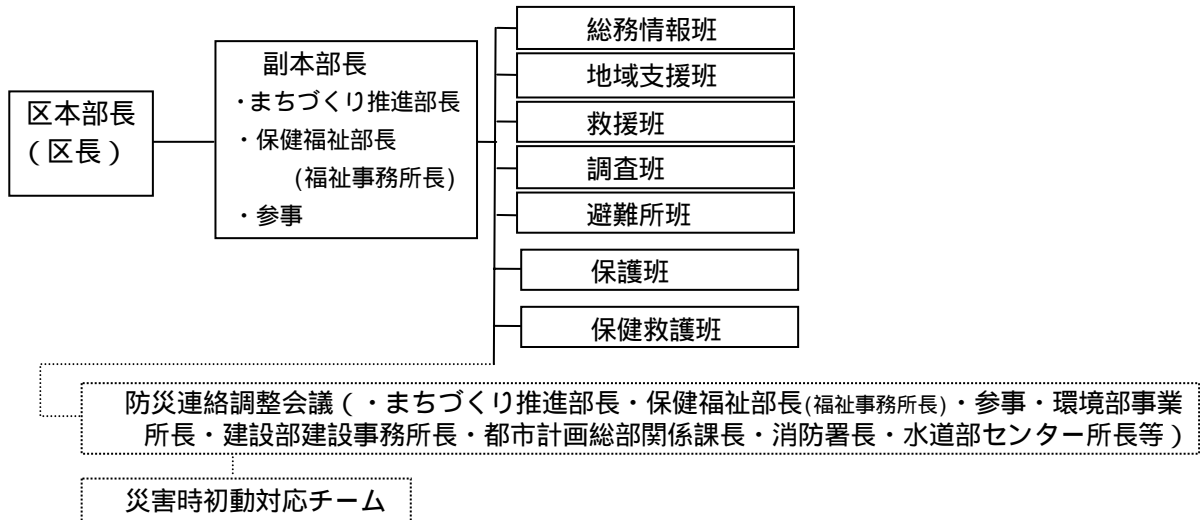 区本部長
（区長）
副本部長
・まちづくり推進部長
・保健福祉部長
(福祉事務所長)
・参事
総務情報班
地域支援班
救援班
調査班
避難所班
保護班
保健救護班
防災連絡調整会議（・まちづくり推進部長・保健福祉部長(福祉事務所長)・参事・環境部事業
所長・建設部建設事務所長・都市計画総部関係課長・消防署長・水道部センター所長等）
災害時初動対応チーム